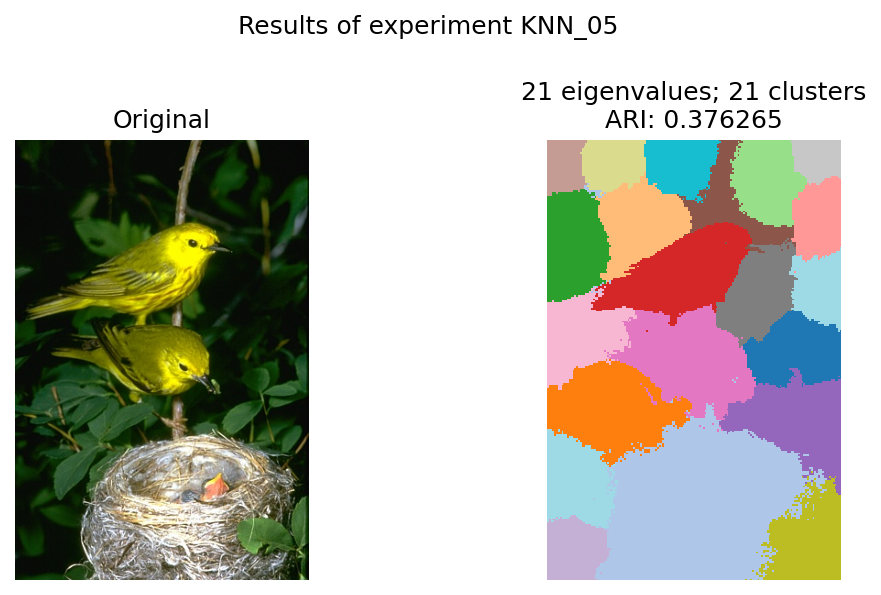 Results of experiment KNN_05
Original
21 eigenvalues; 21 clusters
ARI: 0.376265